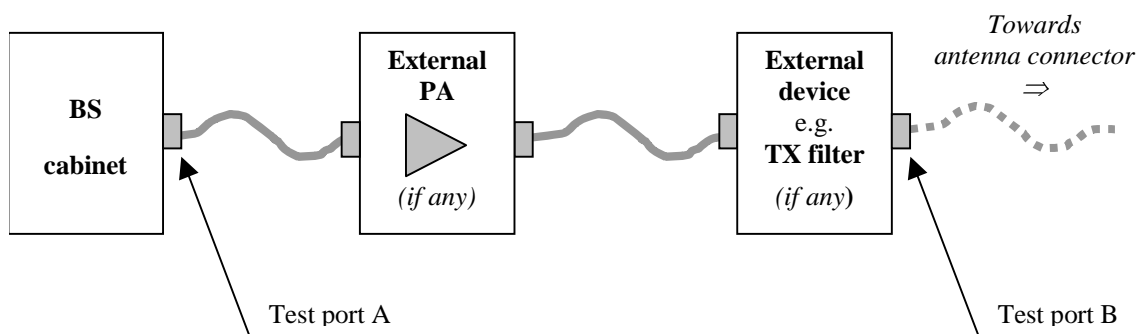 BS
cabinet
External
PA
(if any)
External
device
e.g.
TX filter
(if any)
Towards
antenna connector
⇒
Test port A
Test port B